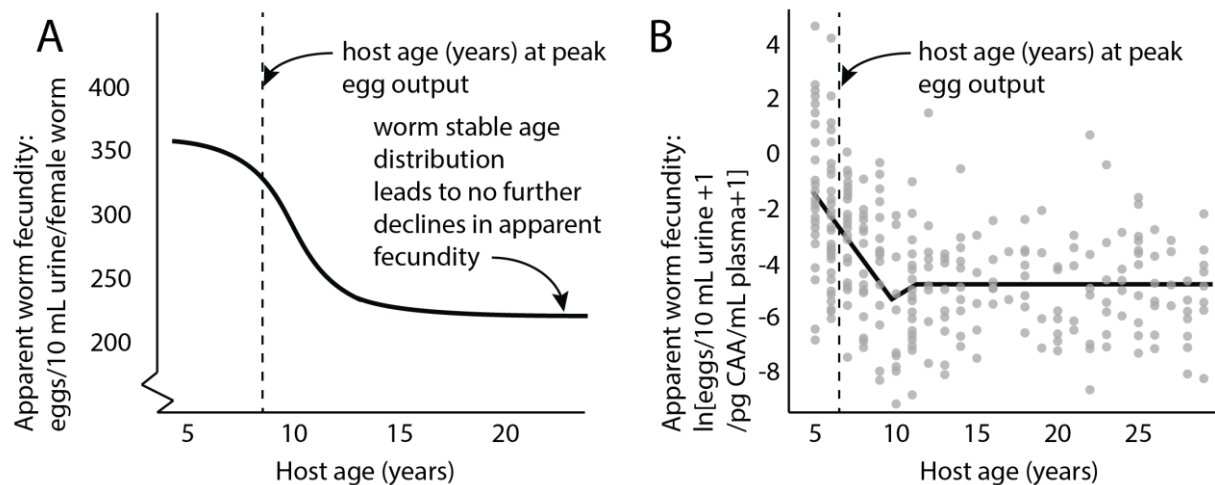 A
host age (years) at peak
egg output
worm stable age
distribution
leads to no further
declines in apparent
fecundity
Apparent worm fecundity:
eggs/10 mL urine/female worm
400
350
300
250
200
5 10 15 20
Host age (years)
B
host age (years) at peak
egg output
Apparent worm fecundity:
ln[eggs/10 mL urine +1
/pg CAA/mL plasma+1]
4
2
0
-2
-4
-6
-8
5 10 15 20 25
Host age (years)